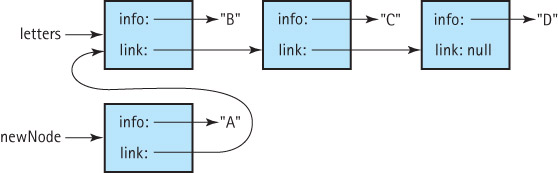 info: "B" info: "C" info: "D"
letters
link: link: link: null
info: "A"
newNode
link: